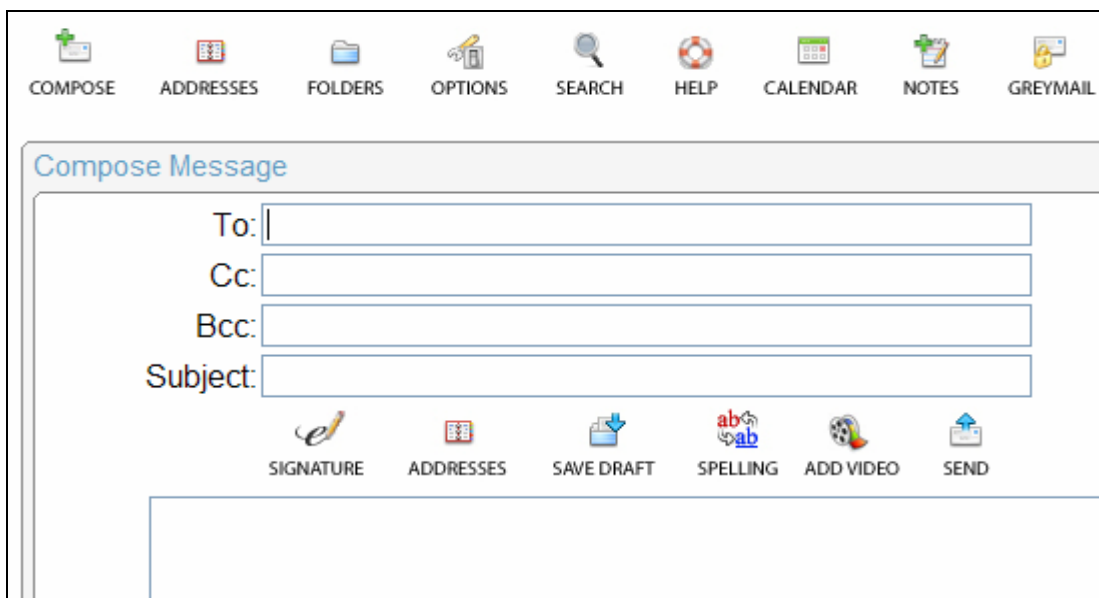 COMPOSE ADDRESSES FOLDERS OPTIONS SEARCH HELP CALENDAR NOTES GREYMAIL
Compose Message
To:
Cc:
Bcc:
Subject:
SIGNATURE ADDRESSES SAVE DRAFT SPELLING ADD VIDEO SEND